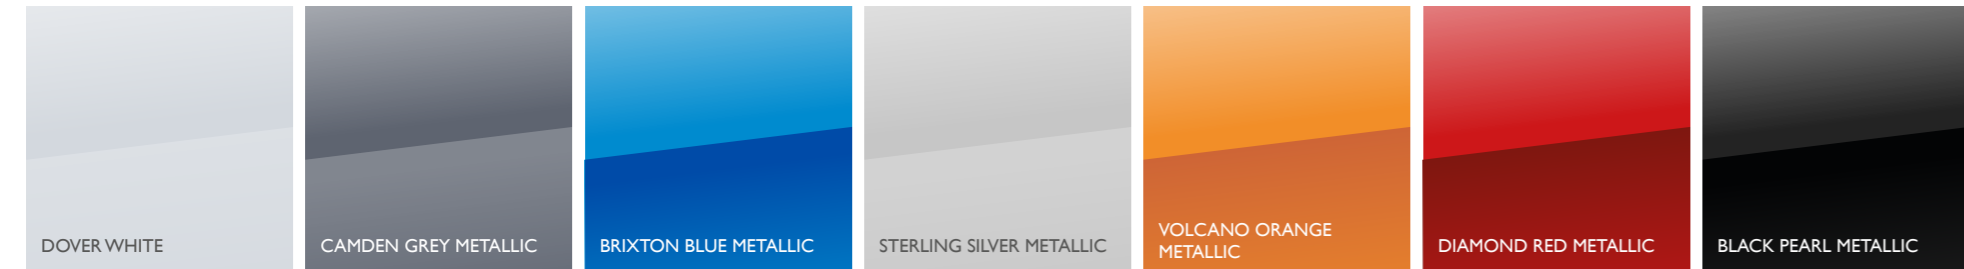 DOVER WHITE
CAMDEN GREY METALLIC
BRIXTON BLUE METALLIC
STERLING SILVER METALLIC
VOLCANO ORANGE
METALLIC
DIAMOND RED METALLIC
BLACK PEARL METALLIC